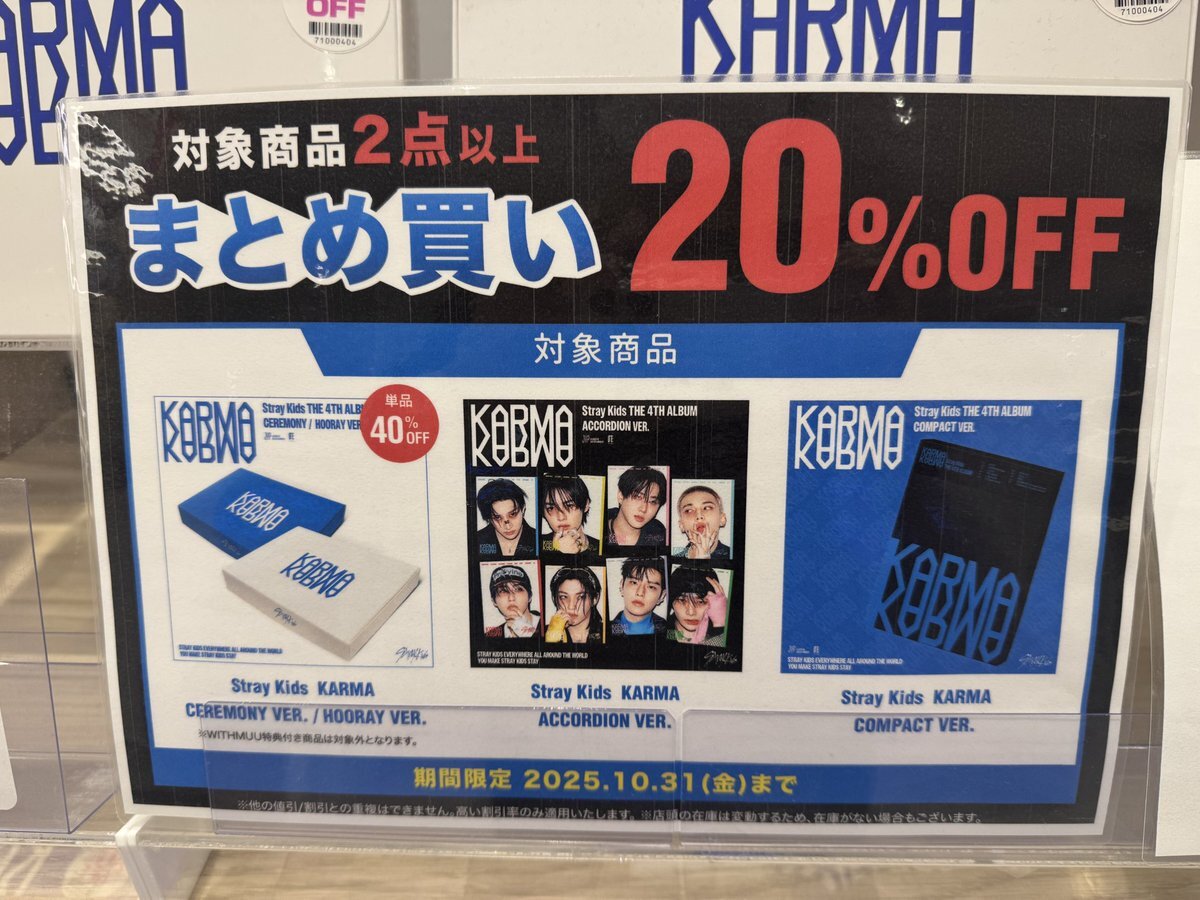 OFF
71000404
71000404
KARMA
KARMA
対象商品2点以上
まとめ買い
20%OFF
対象商品
KARMA
Stray Kids THE 4TH ALBU
CEREMONY / HOORAY VER
単品
40%OFF
KARMA
KARMA
STRAY KIDS EVERYWHERE ALL AROUND THE WORLD
YOU MAKE STRAY KIDS STAY
Stray Kids KARMA
CEREMONY VER. / HOORAY VER.
※WITHMUU特典付き商品は対象外となります。
KARMA
Stray Kids THE 4TH ALBUM
ACCORDION VER.
STRAY KIDS EVERYWHERE ALL AROUND THE WORLD
YOU MAKE STRAY KIDS STAY
Stray Kids KARMA
ACCORDION VER.
KARMA
Stray Kids THE 4TH ALBUM
COMPACT VER.
KARMA
STRAY KIDS EVERYWHERE ALL AROUND THE WORLD
YOU MAKE STRAY KIDS STAY
Stray Kids KARMA
COMPACT VER.
期間限定 2025.10.31(金)まで
※他の値引/割引との重複はできません。高い割引率のみ適用いたします。 ※店頭の在庫は変動するため、在庫がない場合もございます。